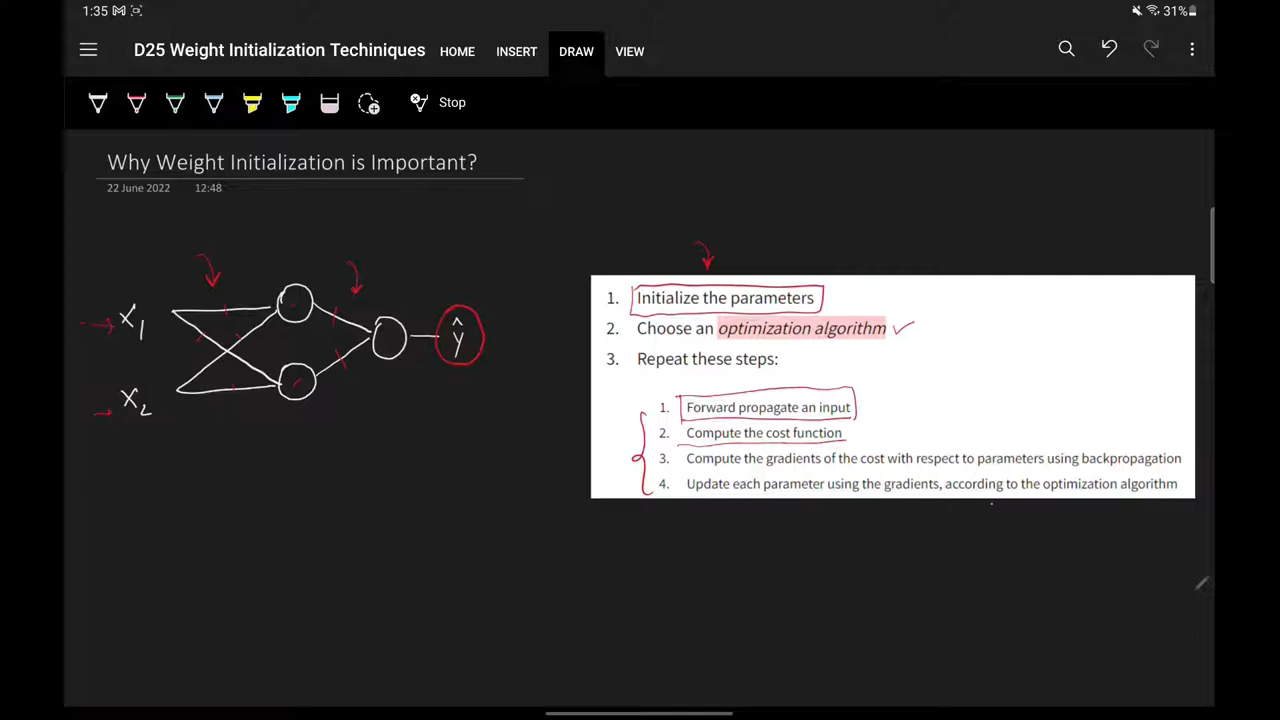 1:35 31%
D25 Weight Initialization Techiniques HOME INSERT DRAW VIEW
Stop
Why Weight Initialization is Important?
22 June 2022 12:48
X1
X2
ŷ
1. Initialize the parameters
2. Choose an optimization algorithm
3. Repeat these steps:
1. Forward propagate an input
2. Compute the cost function
3. Compute the gradients of the cost with respect to parameters using backpropagation
4. Update each parameter using the gradients, according to the optimization algorithm